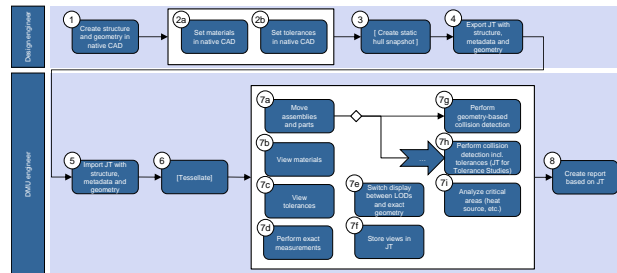 Design-engineer
1
Create structure
and geometry in
native CAD
2a
Set materials
in native CAD
2b
Set tolerances
in native CAD
3
[ Create static
hull snapshot ]
4
Export JT with
structure,
metadata and
geometry
DMU engineer
5
Import JT with
structure,
metadata and
geometry
6
[Tessellate]
7a
Move
assemblies
and parts
7b
View materials
7c
View
tolerances
7d
Perform exact
measurements
7e
Switch display
between LODs
and exact
geometry
7f
Store views in
JT
7g
Perform
geometry-based
collision detection
...
7h
Perform collision
detection incl.
tolerances (JT for
Tolerance Studies)
7i
Analyze critical
areas (heat
source, etc.)
8
Create report
based on JT